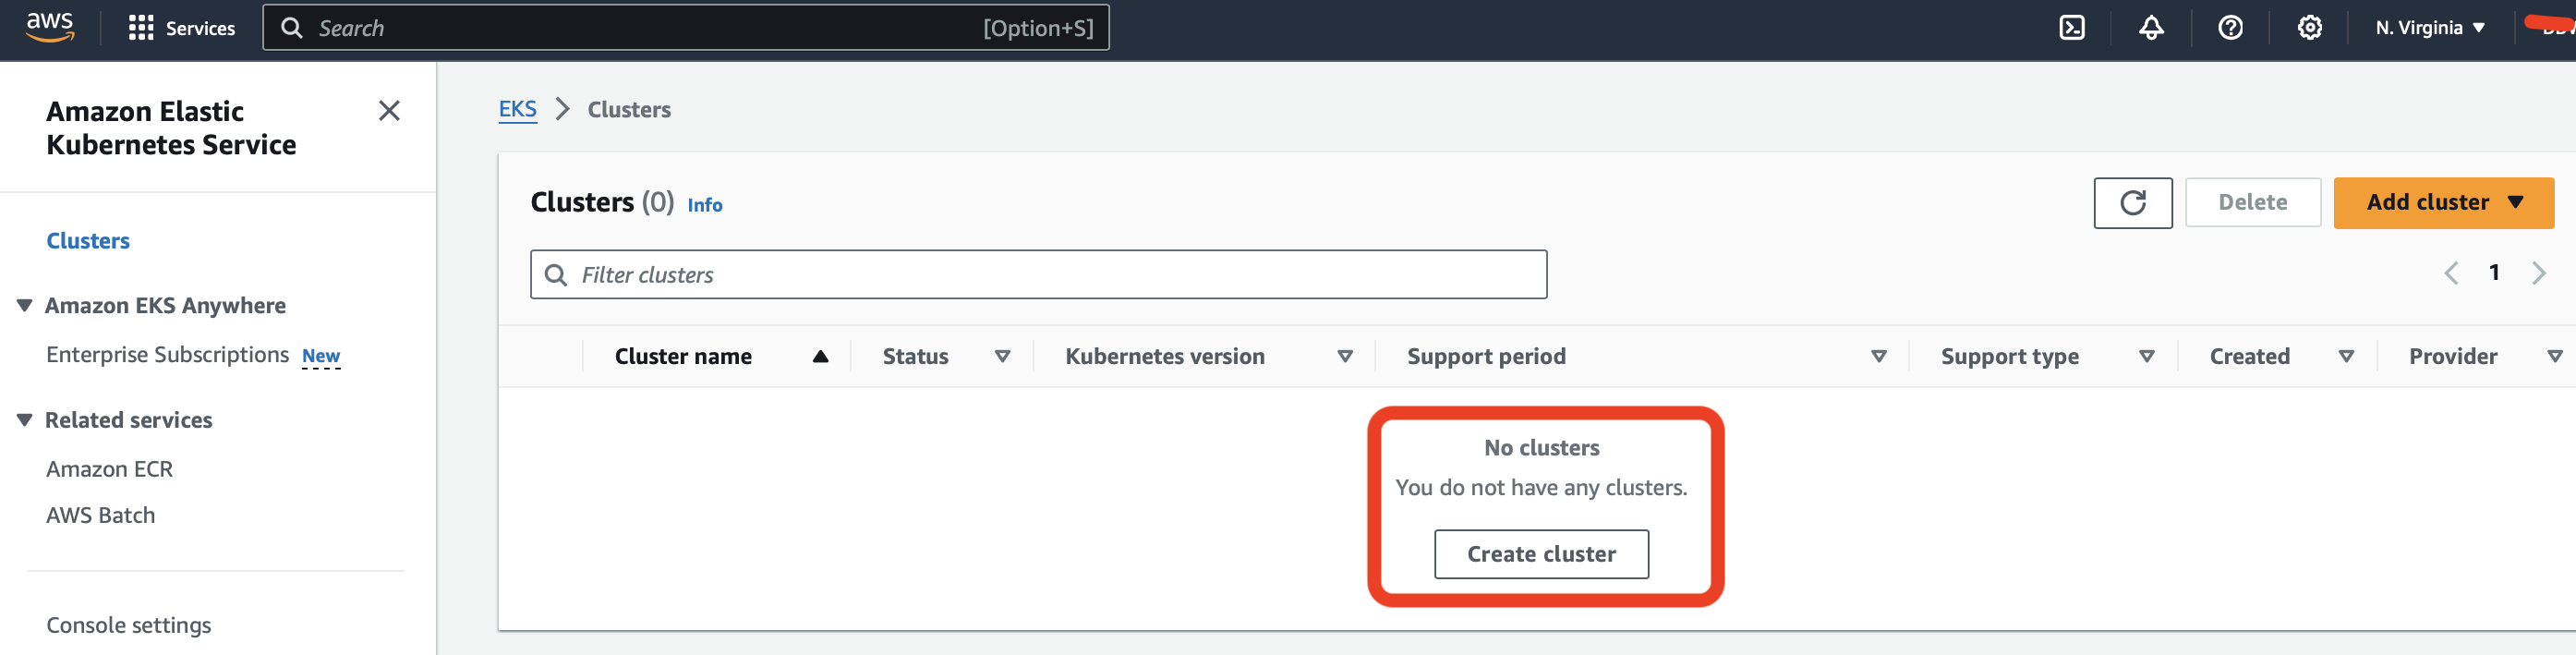 aws Services Search [Option+S] N. Virginia
Amazon Elastic
Kubernetes Service
Clusters
Amazon EKS Anywhere
Enterprise Subscriptions New
Related services
Amazon ECR
AWS Batch
Console settings
EKS Clusters
Clusters (0) Info
Delete Add cluster
Filter clusters
1
Cluster name Status Kubernetes version Support period Support type Created Provider
No clusters
You do not have any clusters.
Create cluster